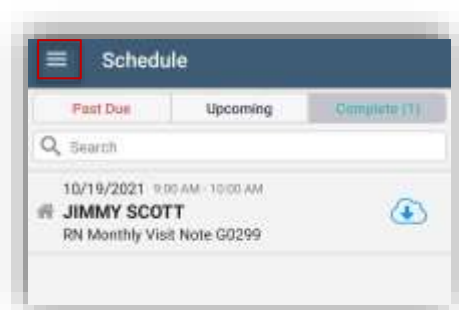 Schedule
Past Due
Upcoming
Complete (1)
Search
10/19/2021 9:00 AM - 10:00 AM
JIMMY SCOTT
RN Monthly Visit Note G0299